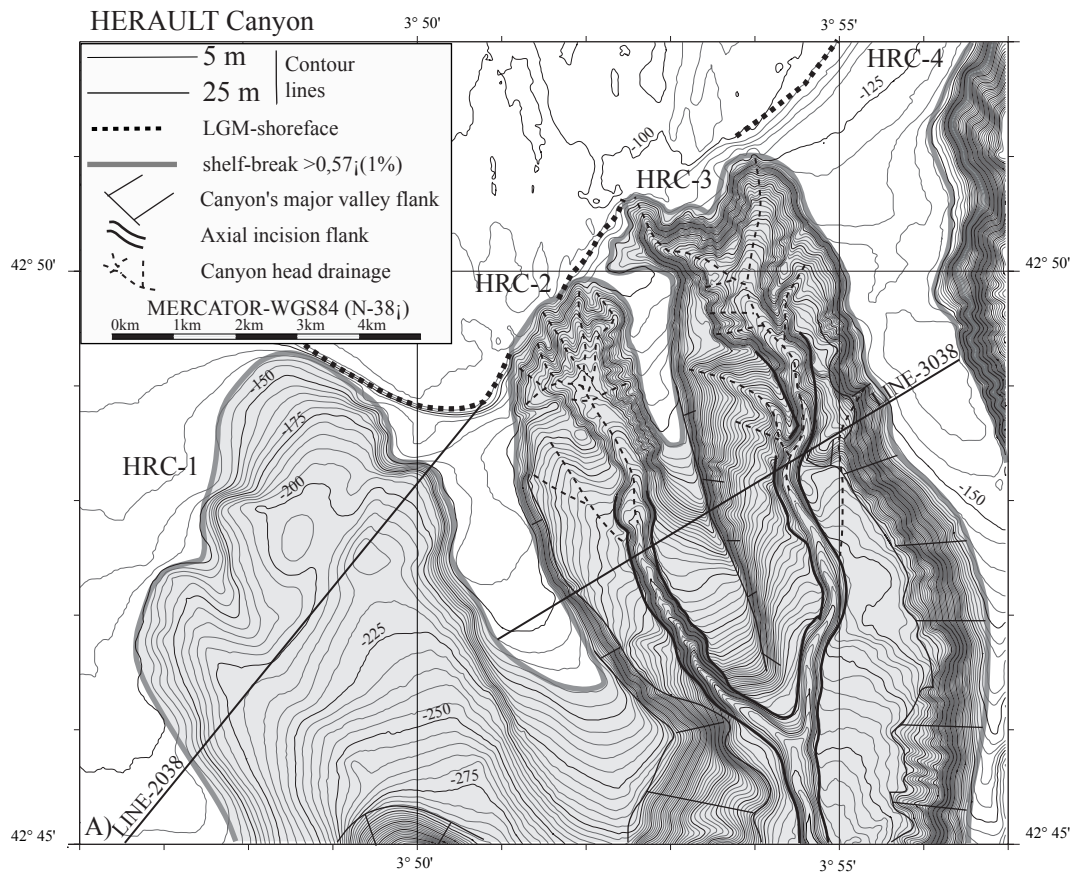 HERAULT Canyon
3° 50'
3° 55'
5 m
25 m
Contour
lines
LGM-shoreface
shelf-break >0,57¡(1%)
Canyon's major valley flank
Axial incision flank
Canyon head drainage
MERCATOR-WGS84 (N-38¡)
0km 1km 2km 3km 4km
HRC-4
-125
-100
HRC-3
42° 50'
42° 50'
HRC-2
LINE-3038
-150
-175
HRC-1
-200
-150
-225
-250
-275
LINE-2038
A)
42° 45'
42° 45'
3° 50'
3° 55'